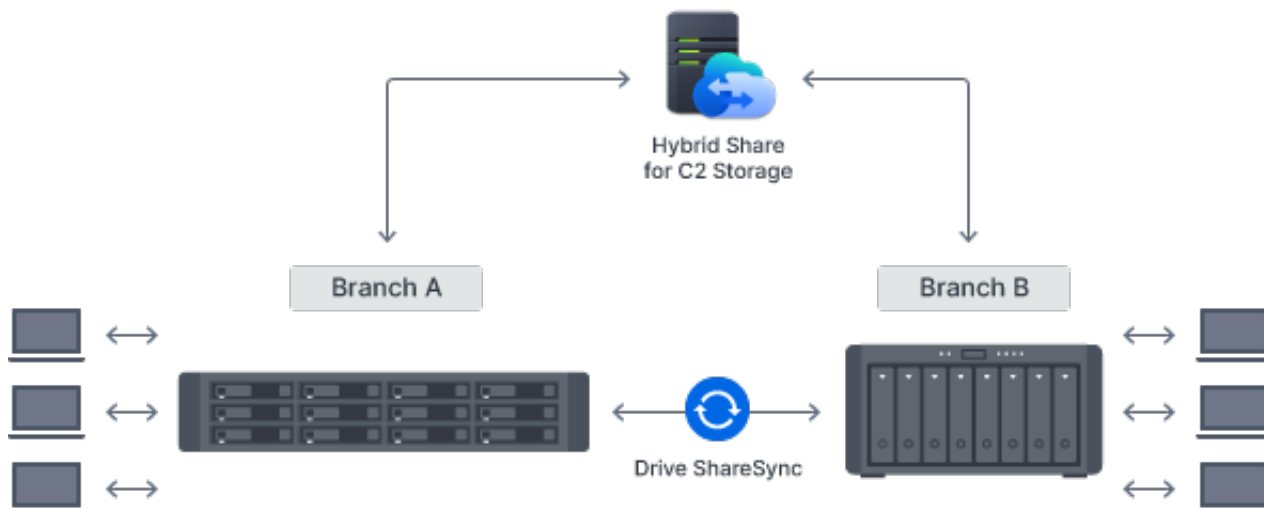 Hybrid Share
for C2 Storage
Branch A
Branch B
Drive ShareSync